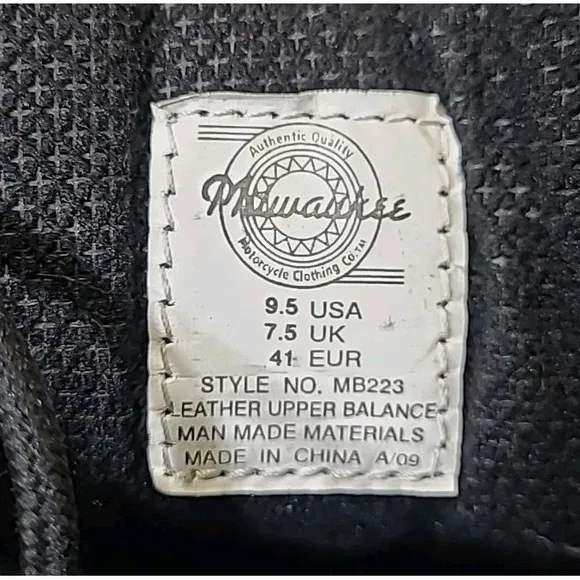 Authentic Quality
Milwaukee
Motorcycle Clothing Co.™
9.5 USA
7.5 UK
41 EUR
STYLE NO. MB223
LEATHER UPPER BALANCE
MAN MADE MATERIALS
MADE IN CHINA A/09